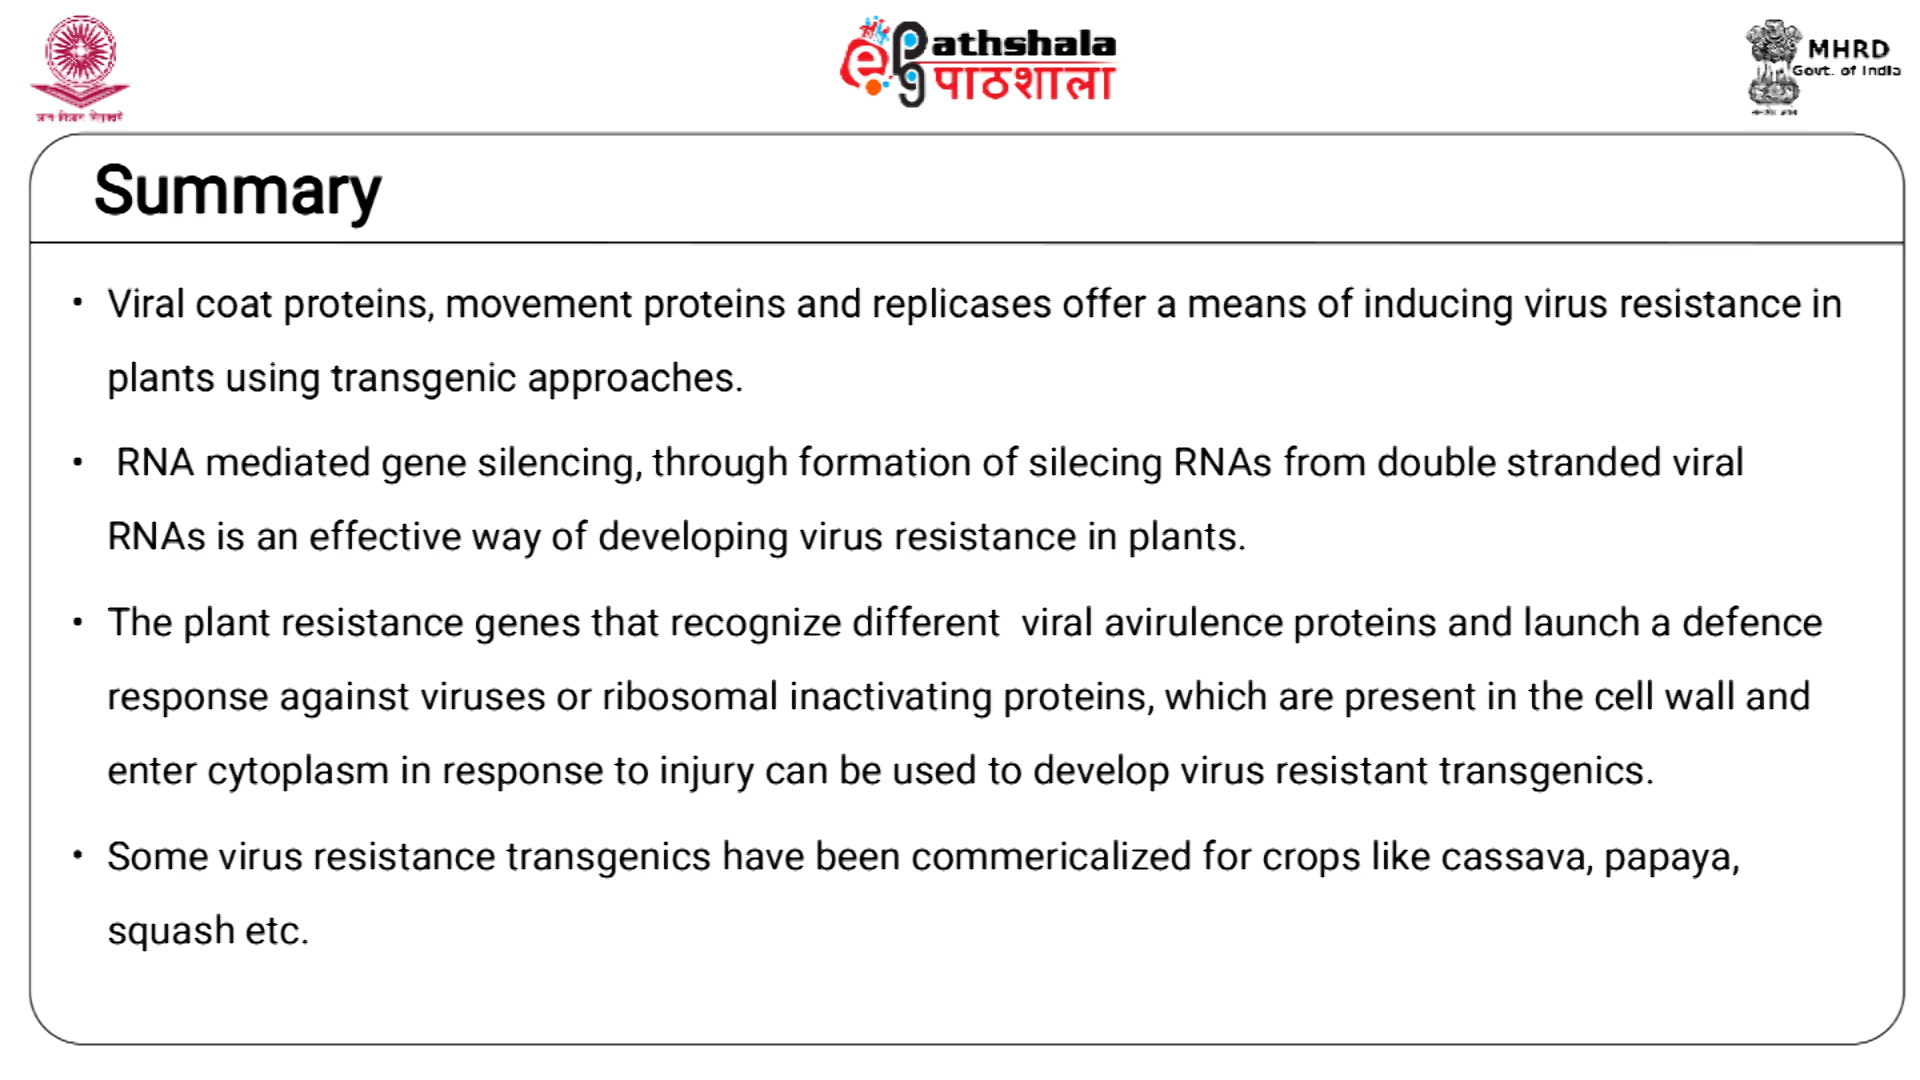 athshala
पाठशाला
MHRD
Govt. of India
Summary
• Viral coat proteins, movement proteins and replicases offer a means of inducing virus resistance in
plants using transgenic approaches.
• RNA mediated gene silencing, through formation of silecing RNAs from double stranded viral
RNAs is an effective way of developing virus resistance in plants.
• The plant resistance genes that recognize different viral avirulence proteins and launch a defence
response against viruses or ribosomal inactivating proteins, which are present in the cell wall and
enter cytoplasm in response to injury can be used to develop virus resistant transgenics.
• Some virus resistance transgenics have been commericalized for crops like cassava, papaya,
squash etc.